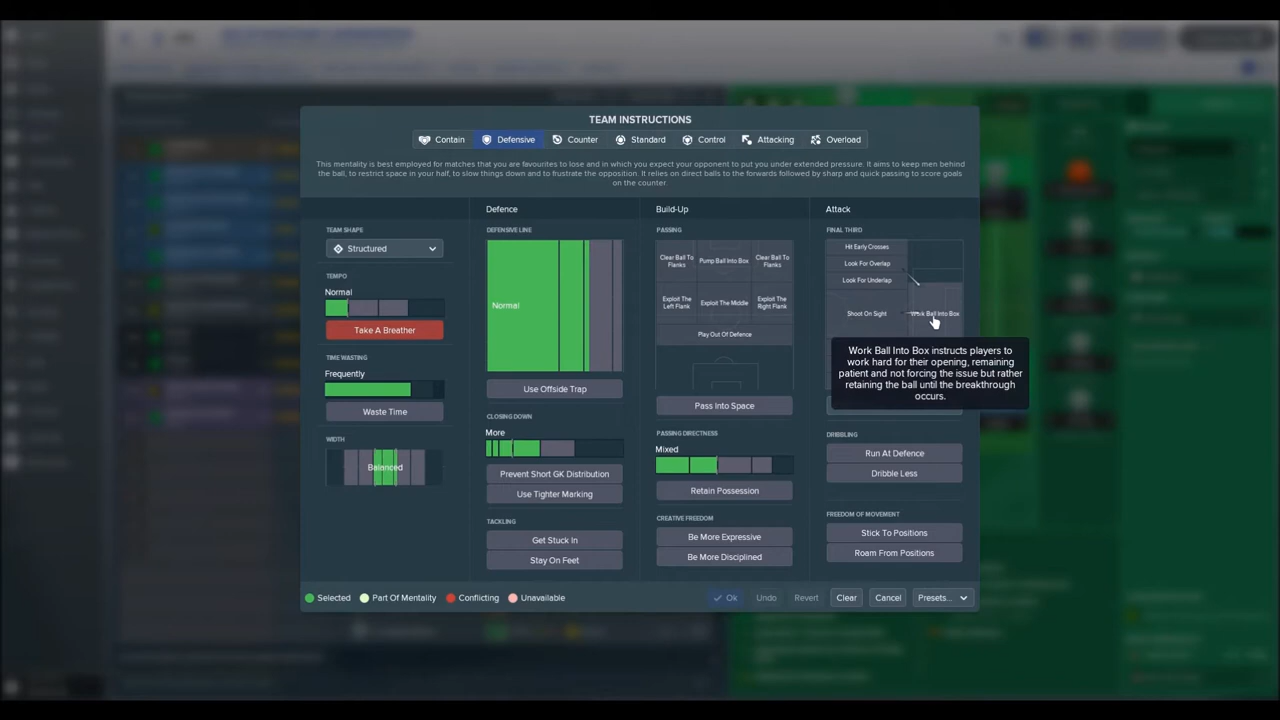 TEAM INSTRUCTIONS
Contain Defensive Counter Standard Control Attacking Overload
This mentality is best employed for matches that you are favourites to lose and in which you expect your opponent to put you under extended pressure. It aims to keep men behind
the ball, to restrict space in your half, to slow things down and to frustrate the opposition. It relies on direct balls to the forwards followed by sharp and quick passing to score goals
on the counter.
TEAM SHAPE
Structured
TEMPO
Normal
Take A Breather
TIME WASTING
Frequently
Waste Time
WIDTH
Balanced
Defence
DEFENSIVE LINE
Normal
Use Offside Trap
CLOSING DOWN
More
Prevent Short GK Distribution
Use Tighter Marking
TACKLING
Get Stuck In
Stay On Feet
Build-Up
PASSING
Clear Ball To
Flanks
Pump Ball Into Box
Clear Ball To
Flanks
Exploit The
Left Flank
Exploit The Middle
Exploit The
Right Flank
Play Out Of Defence
Pass Into Space
PASSING DIRECTNESS
Mixed
Retain Possession
CREATIVE FREEDOM
Be More Expressive
Be More Disciplined
Attack
FINAL THIRD
Hit Early Crosses
Look For Overlap
Look For Underlap
Shoot On Sight
Work Ball Into Box
Work Ball Into Box instructs players to
work hard for their opening, remaining
patient and not forcing the issue but rather
retaining the ball until the breakthrough
occurs.
DRIBBLING
Run At Defence
Dribble Less
FREEDOM OF MOVEMENT
Stick To Positions
Roam From Positions
Selected Part Of Mentality Conflicting Unavailable
Ok Undo Revert Clear Cancel Presets...